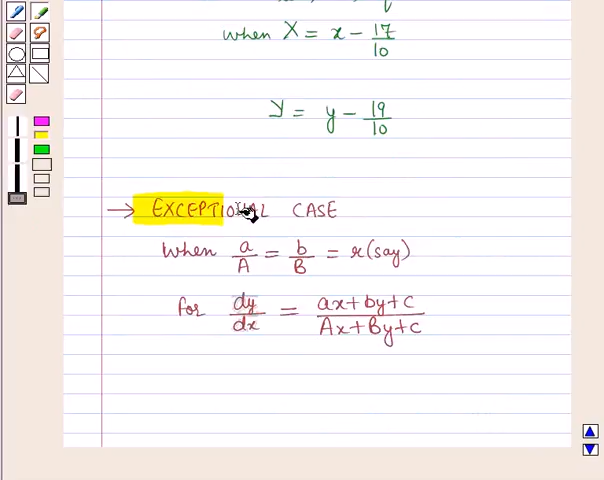 when X = x - 17/10
y = y - 19/10
→ EXCEPTIONAL CASE
When a/A = b/B = r(say)
for dy/dx = ax+by+c/Ax+By+c